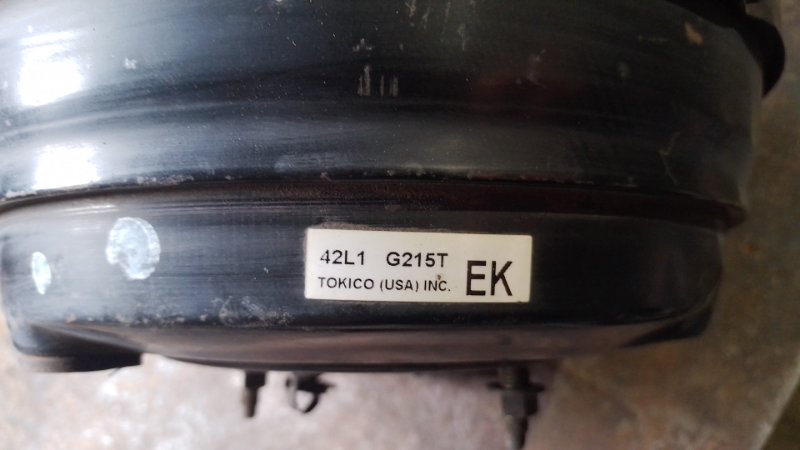 42L1 G215T EK
TOKICO (USA) INC.